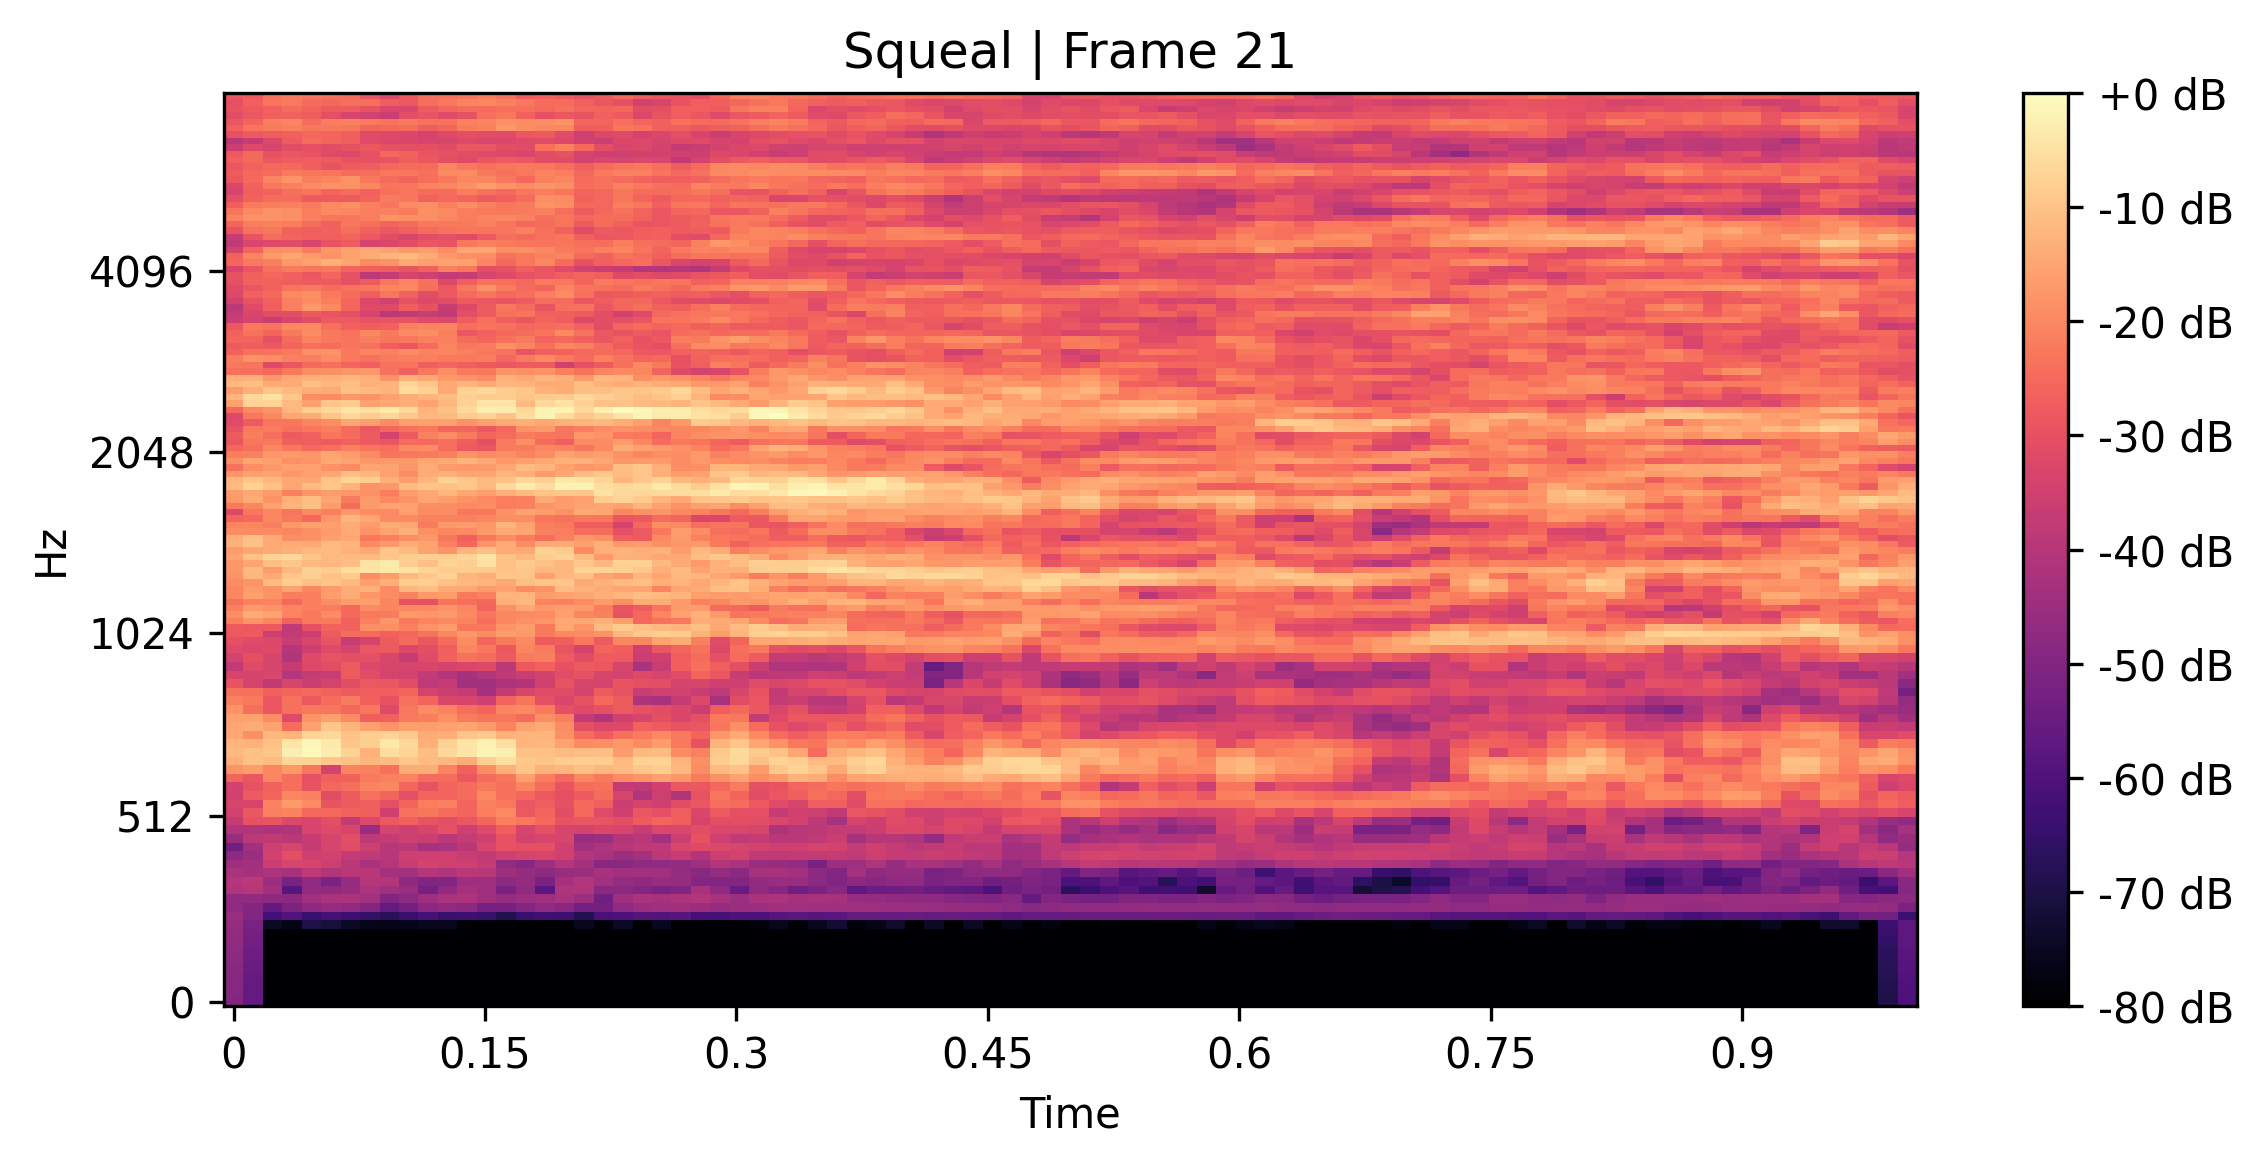 Squeal | Frame 21
Hz
4096
2048
1024
512
0
0 0.15 0.3 0.45 0.6 0.75 0.9
Time
+0 dB
-10 dB
-20 dB
-30 dB
-40 dB
-50 dB
-60 dB
-70 dB
-80 dB